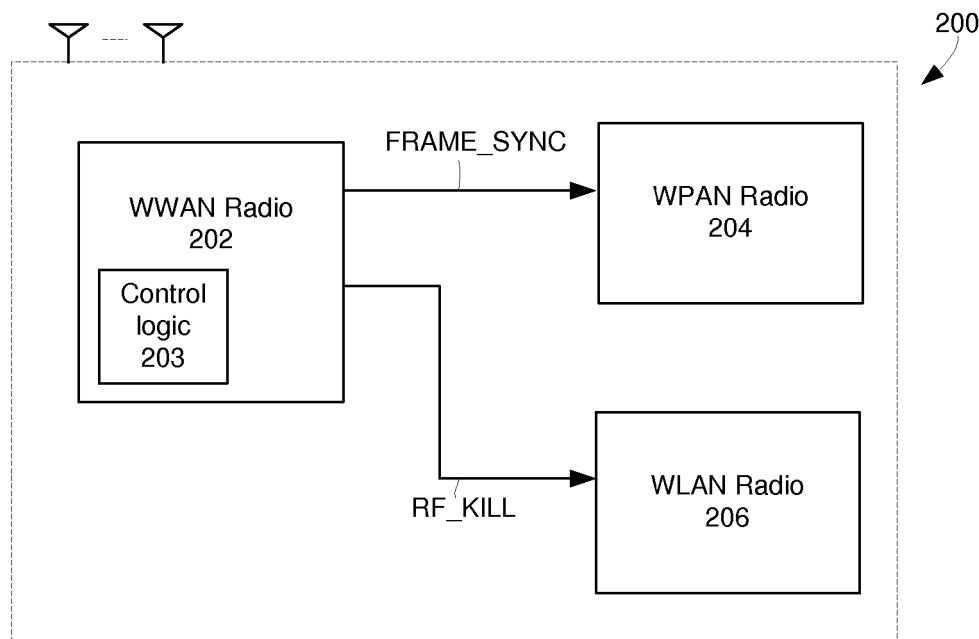 200
FRAME_SYNC
WWAN Radio
202
WPAN Radio
204
Control
logic
203
RF_KILL
WLAN Radio
206